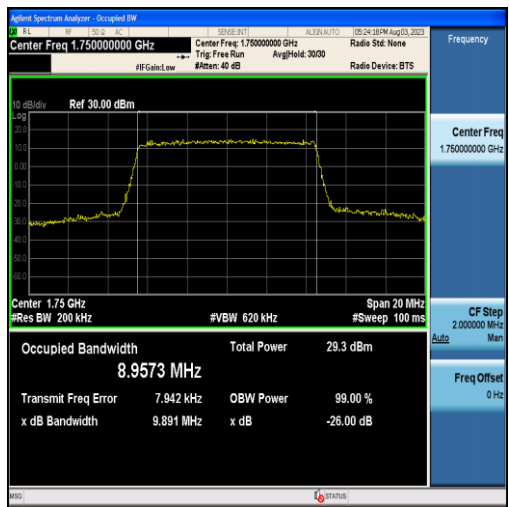 Agilent Spectrum Analyzer - Occupied BW
RL RF 50 Ω AC SENSE:INT ALIGN AUTO 05:24:18 PM Aug 03, 2023
Center Freq 1.750000000 GHz
Center Freq: 1.750000000 GHz
Radio Std: None
Trig: Free Run Avg|Hold: 30/30
#IFGain:Low
#Atten: 40 dB
Radio Device: BTS
10 dB/div Ref 30.00 dBm
Log
20.0
10.0
0.00
-10.0
-20.0
-30.0
-40.0
-50.0
-60.0
Center 1.75 GHz Span 20 MHz
#Res BW 200 kHz #VBW 620 kHz #Sweep 100 ms
Occupied Bandwidth Total Power 29.3 dBm
8.9573 MHz
Transmit Freq Error 7.942 kHz OBW Power 99.00 %
x dB Bandwidth 9.891 MHz x dB -26.00 dB
MSG STATUS
Frequency
Center Freq
1.750000000 GHz
CF Step
2.000000 MHz
Auto Man
Freq Offset
0 Hz